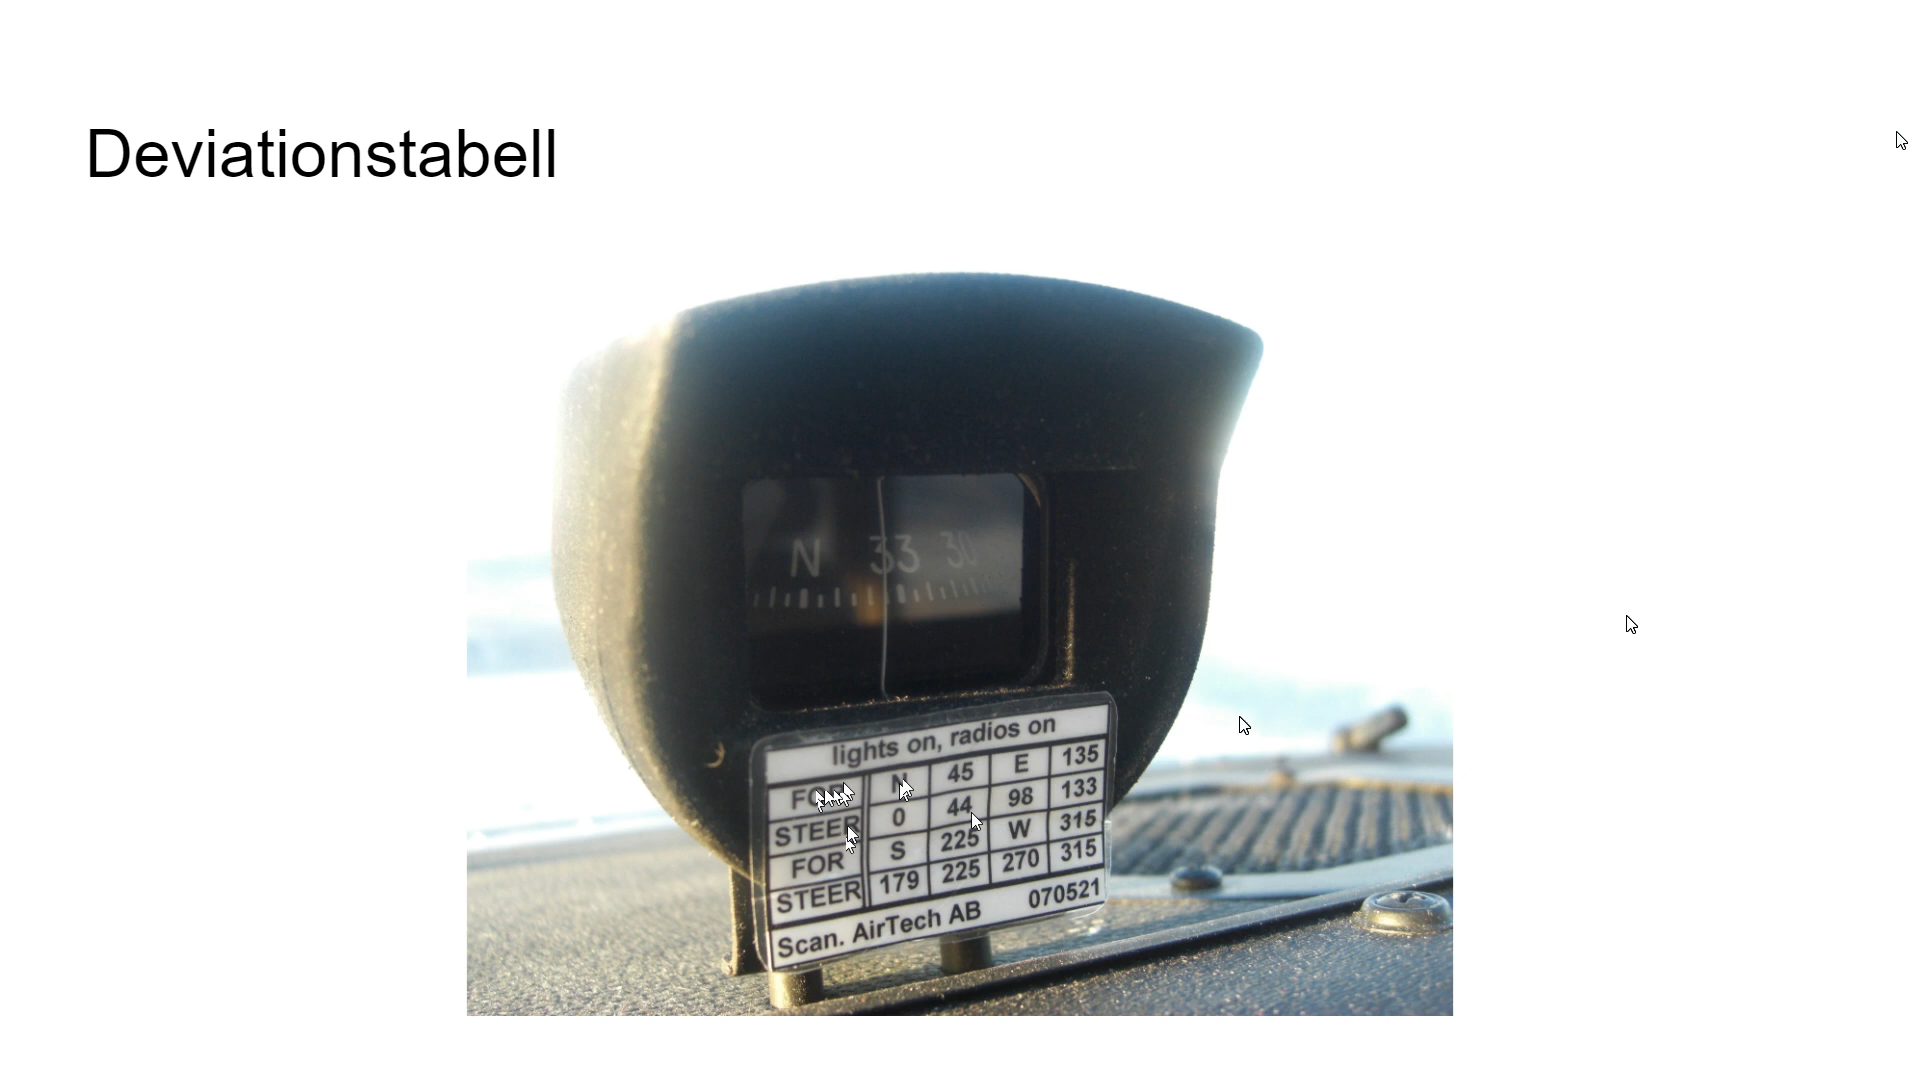 Deviationstabell
N 33 30
lights on, radios on
FOR N 45 E 135
STEER 0 44 98 133
FOR S 225 W 315
STEER 179 225 270 315
Scan. AirTech AB 070521